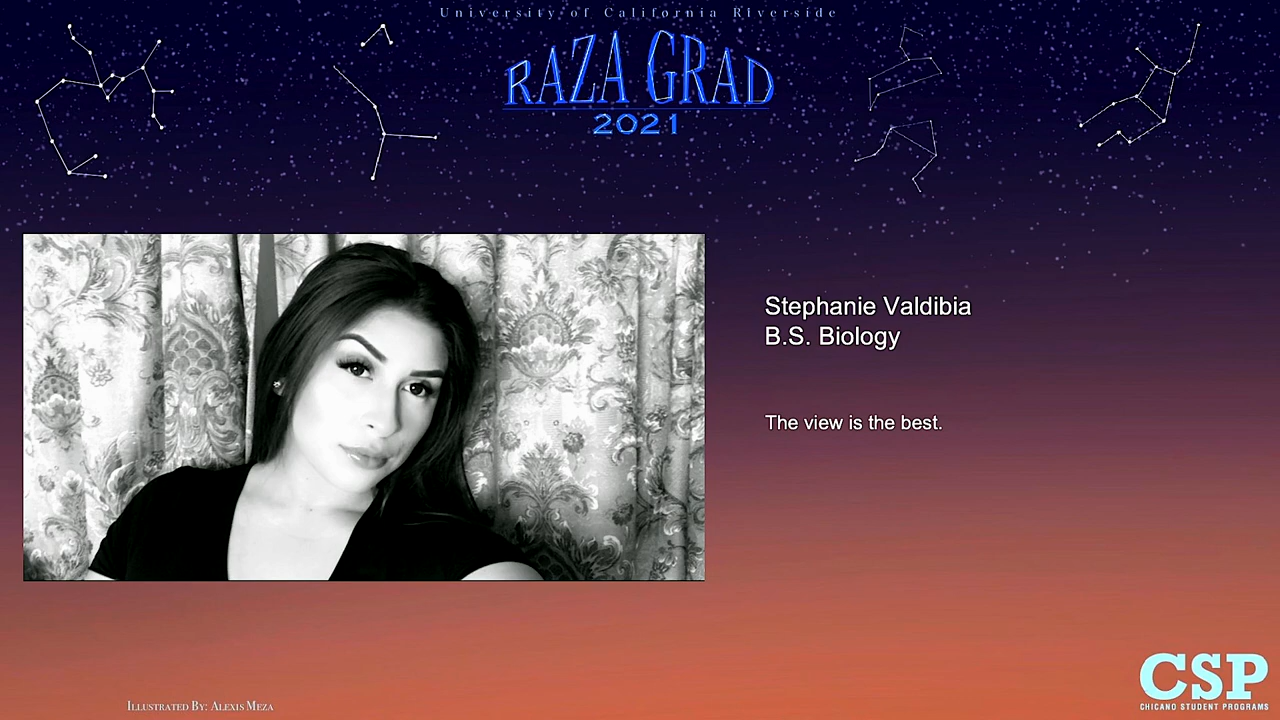 University of California Riverside
RAZA GRAD
2021
Stephanie Valdibia
B.S. Biology
The view is the best.
Illustrated By: Alexis Meza
CSP
CHICANO STUDENT PROGRAMS